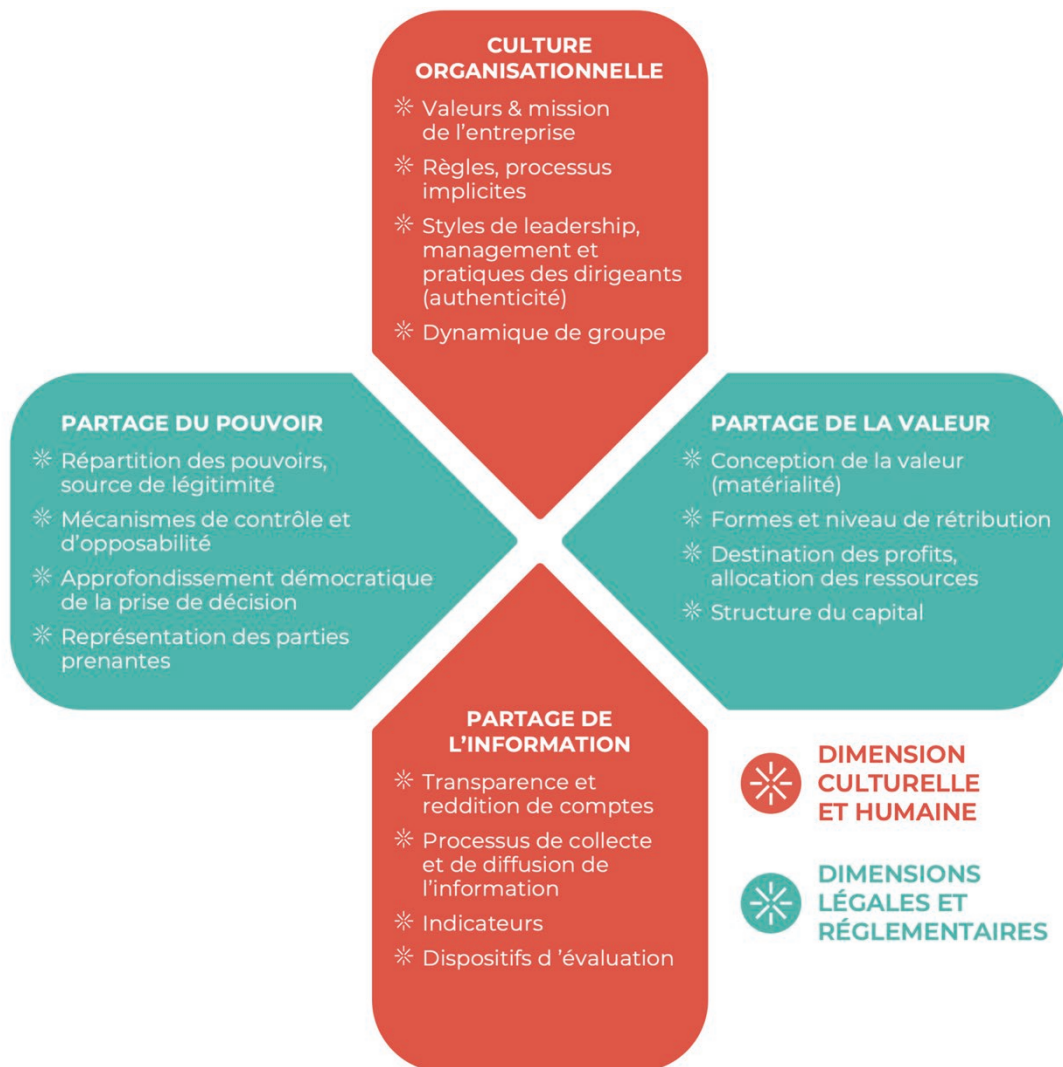 CULTURE
ORGANISATIONNELLE
Valeurs & mission
de l'entreprise
Règles, processus
implicites
Styles de leadership,
management et
pratiques des dirigeants
(authenticité)
Dynamique de groupe
PARTAGE DU POUVOIR
Répartition des pouvoirs,
source de légitimité
Mécanismes de contrôle et
d'opposabilité
Approfondissement démocratique
de la prise de décision
Représentation des parties
prenantes
PARTAGE DE LA VALEUR
Conception de la valeur
(matérialité)
Formes et niveau de rétribution
Destination des profits,
allocation des ressources
Structure du capital
PARTAGE DE
L'INFORMATION
Transparence et
reddition de comptes
Processus de collecte
et de diffusion de
l'information
Indicateurs
Dispositifs d 'évaluation
DIMENSION
CULTURELLE
ET HUMAINE
DIMENSIONS
LÉGALES ET
RÉGLEMENTAIRES